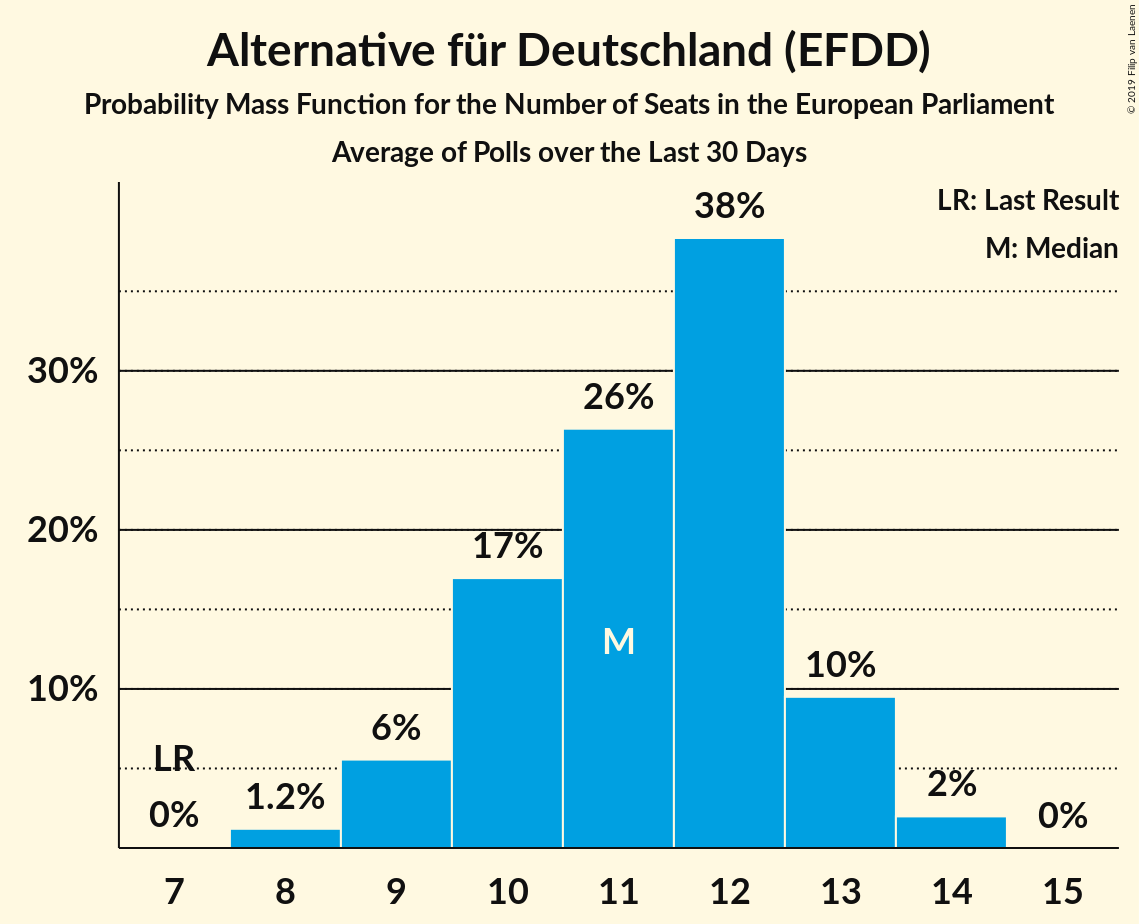 Alternative für Deutschland (EFDD)
Probability Mass Function for the Number of Seats in the European Parliament
Average of Polls over the Last 30 Days
© 2019 Filip van Laenen
LR: Last Result
M: Median
38%
30%
26%
20%
17%
M
10%
10%
6%
LR
1.2%
2%
0%
0%
7 8 9 10 11 12 13 14 15